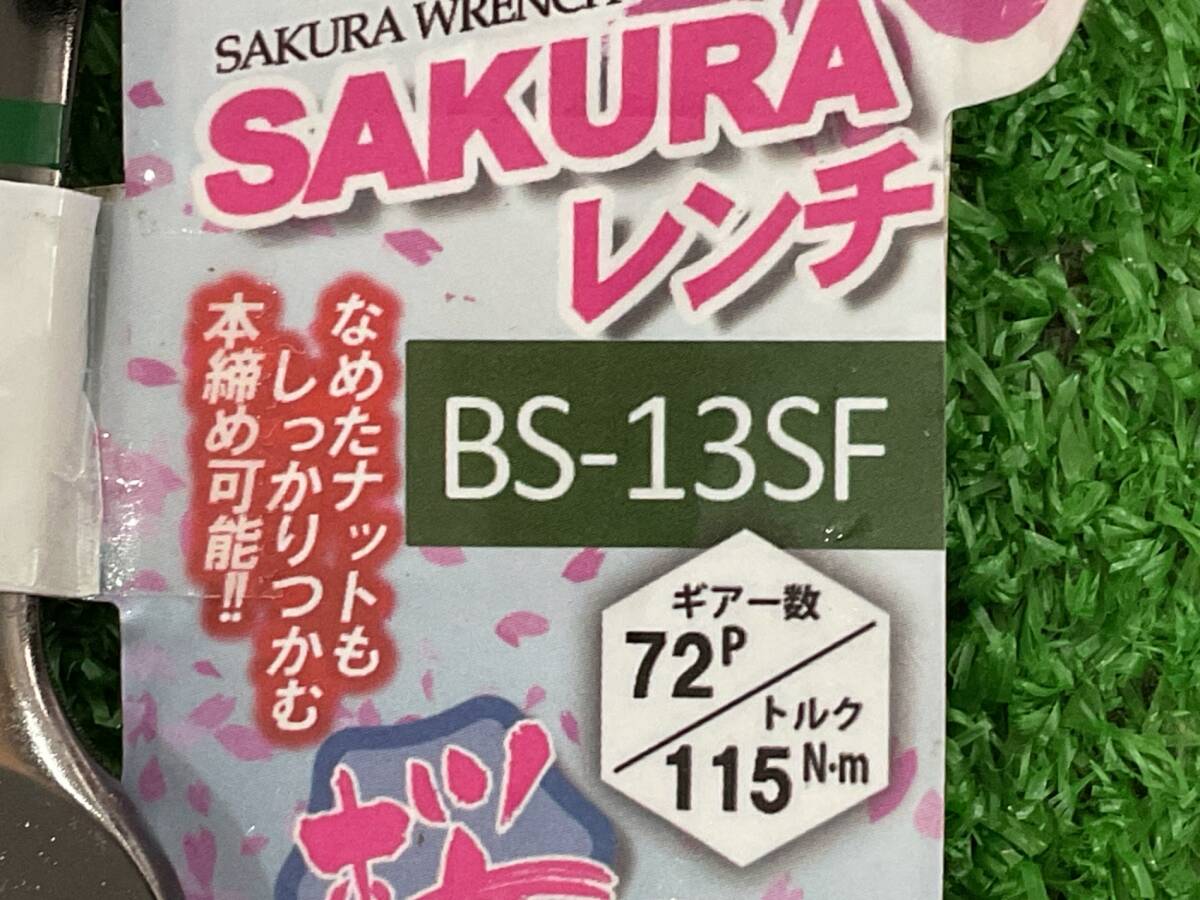 SAKURA WRENCH
SAKURA
レンチ
なめたナットも
しっかりつかむ
本締め可能!!
BS-13SF
ギアー数
72P
トルク
115N·m